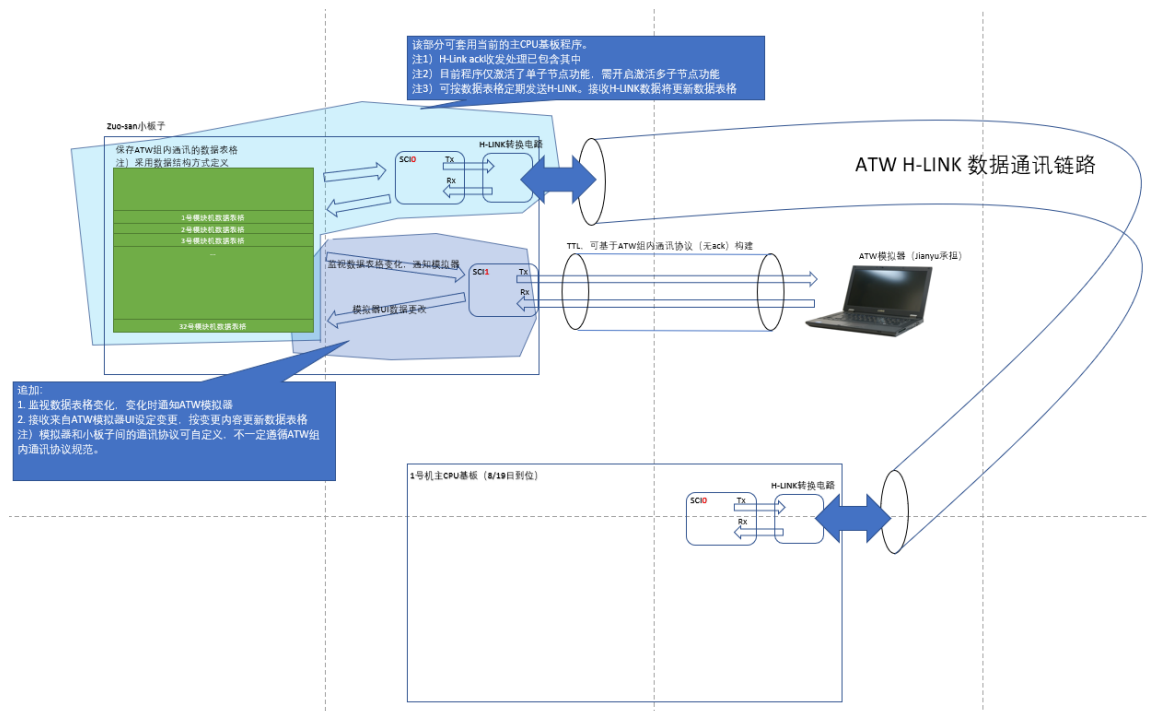 该部分可套用当前的主CPU基板程序。
注1）H-Link ack收发处理已包含其中
注2）目前程序仅激活了单子节点功能，需开启激活多子节点功能
注3）可按数据表格定期发送H-LINK。接收H-LINK数据将更新数据表格
Zuo-san小板子
保存ATW组内通讯的数据表格
注）采用数据结构方式定义
1号模块机数据表格
2号模块机数据表格
3号模块机数据表格
...
32号模块机数据表格
SCI0
Tx
Rx
H-LINK转换电路
ATW H-LINK 数据通讯链路
监视数据表格变化，通知模拟器
模拟器UI数据更改
SCI1
Tx
Rx
TTL，可基于ATW组内通讯协议（无ack）构建
ATW模拟器（Jianyu承担）
追加:
1. 监视数据表格变化，变化时通知ATW模拟器
2. 接收来自ATW模拟器UI设定变更，按变更内容更新数据表格
注）模拟器和小板子间的通讯协议可自定义，不一定遵循ATW组
内通讯协议规范。
1号机主CPU基板（8/19日到位）
SCI0
Tx
Rx
H-LINK转换电路